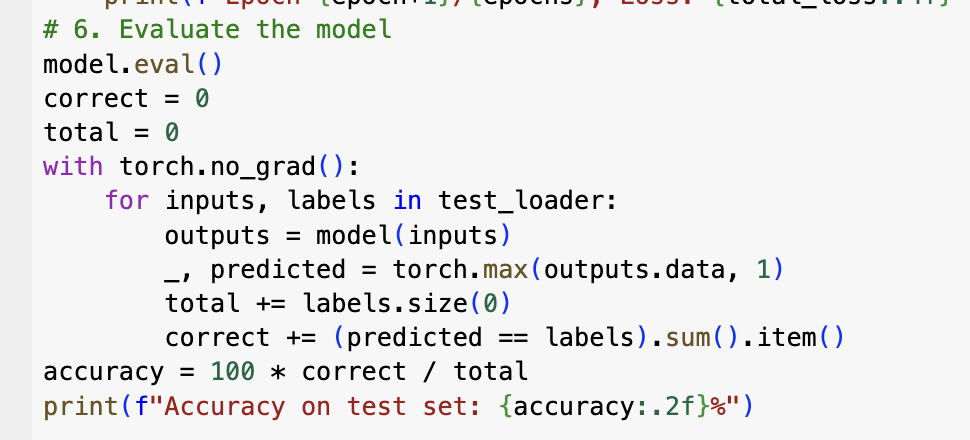 # 6. Evaluate the model
model.eval()
correct = 0
total = 0
with torch.no_grad():
    for inputs, labels in test_loader:
        outputs = model(inputs)
        _, predicted = torch.max(outputs.data, 1)
        total += labels.size(0)
        correct += (predicted == labels).sum().item()
accuracy = 100 * correct / total
print(f"Accuracy on test set: {accuracy:.2f}%")